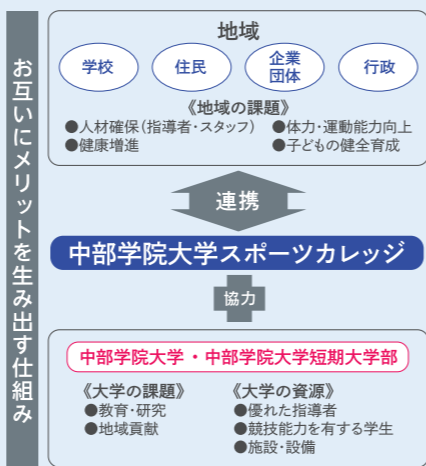 お互いにメリットを生み出す仕組み
地域
学校
住民
企業
団体
行政
《地域の課題》
●人材確保(指導者・スタッフ) ●体力・運動能力向上
●健康増進 ●子どもの健全育成
連携
中部学院大学スポーツカレッジ
協力
中部学院大学・中部学院大学短期大学部
《大学の課題》
●教育・研究
●地域貢献
《大学の資源》
●優れた指導者
●競技能力を有する学生
●施設・設備